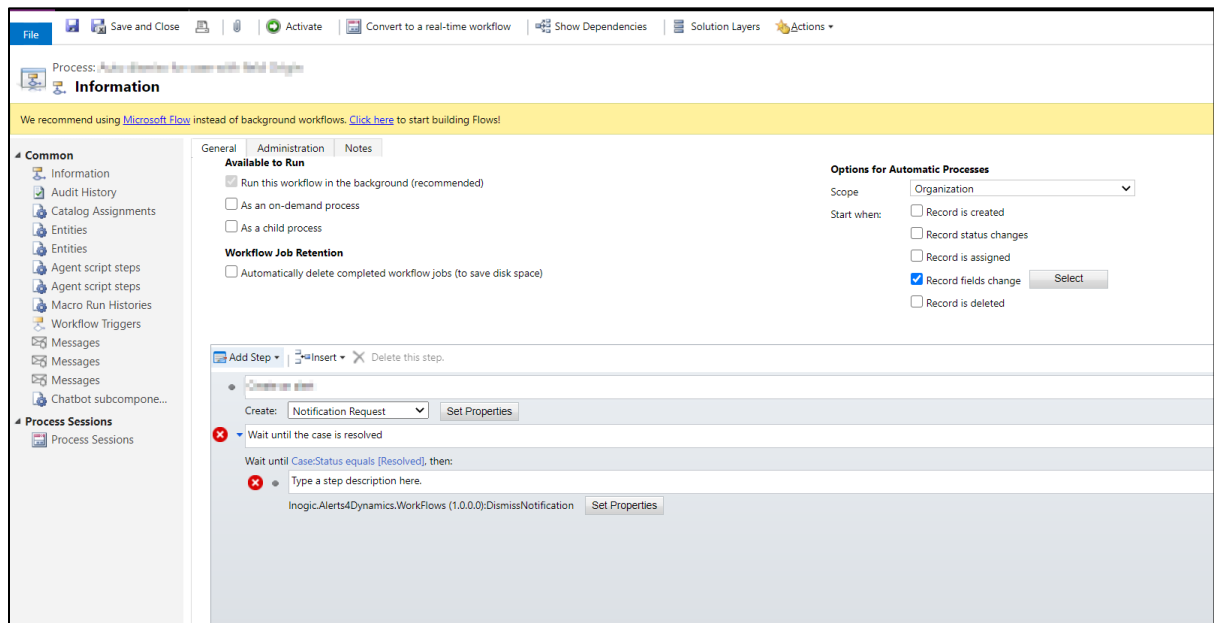 File Save and Close Activate Convert to a real-time workflow Show Dependencies Solution Layers Actions
Process:
Information
We recommend using Microsoft Flow instead of background workflows. Click here to start building Flows!
Common
Information
Audit History
Catalog Assignments
Entities
Entities
Agent script steps
Agent script steps
Macro Run Histories
Workflow Triggers
Messages
Messages
Messages
Chatbot subcompone...
Process Sessions
Process Sessions
General Administration Notes
Available to Run
Run this workflow in the background (recommended)
As an on-demand process
As a child process
Workflow Job Retention
Automatically delete completed workflow jobs (to save disk space)
Options for Automatic Processes
Scope Organization
Start when: Record is created
Record status changes
Record is assigned
Record fields change Select
Record is deleted
Add Step Insert Delete this step.
Create: Notification Request Set Properties
Wait until the case is resolved
Wait until Case:Status equals [Resolved], then:
Type a step description here.
Inogic.Alerts4Dynamics.WorkFlows (1.0.0.0):DismissNotification Set Properties